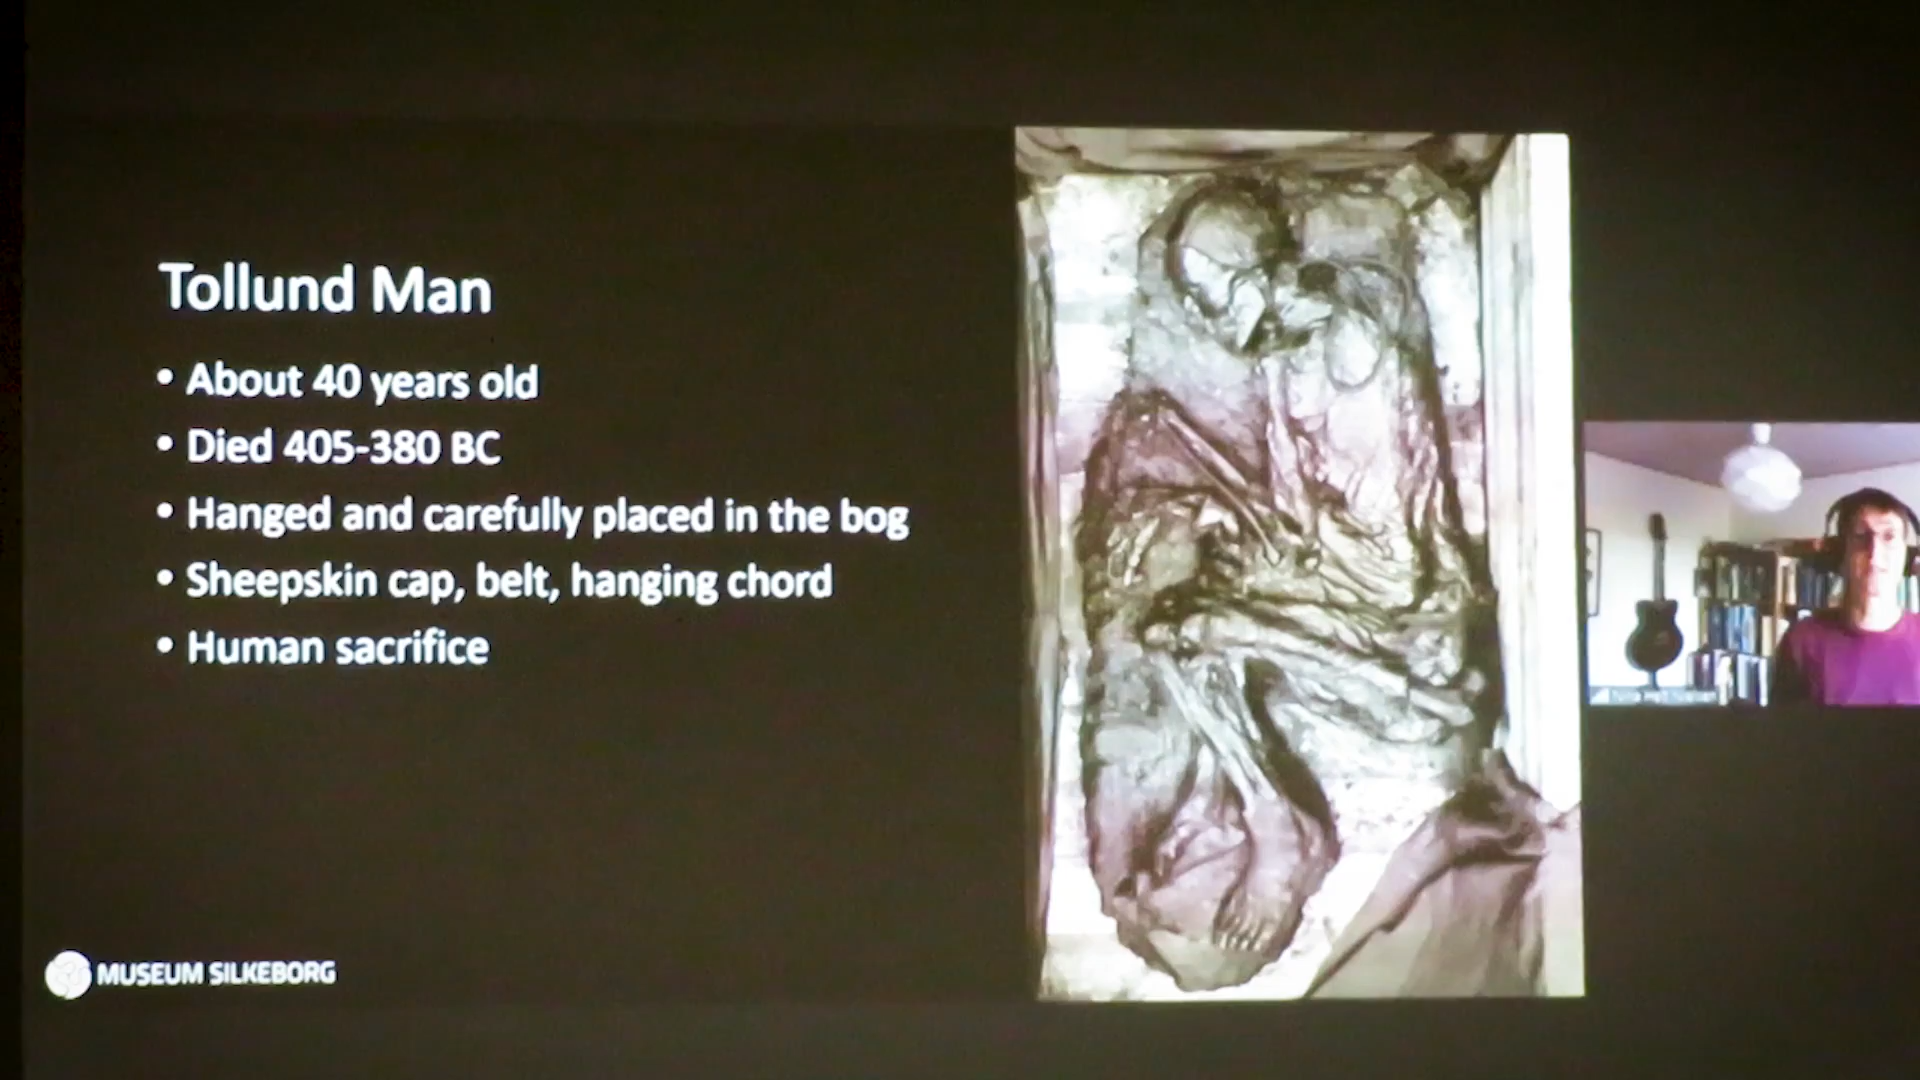 Tollund Man
• About 40 years old
• Died 405-380 BC
• Hanged and carefully placed in the bog
• Sheepskin cap, belt, hanging chord
• Human sacrifice
MUSEUM SILKEBORG